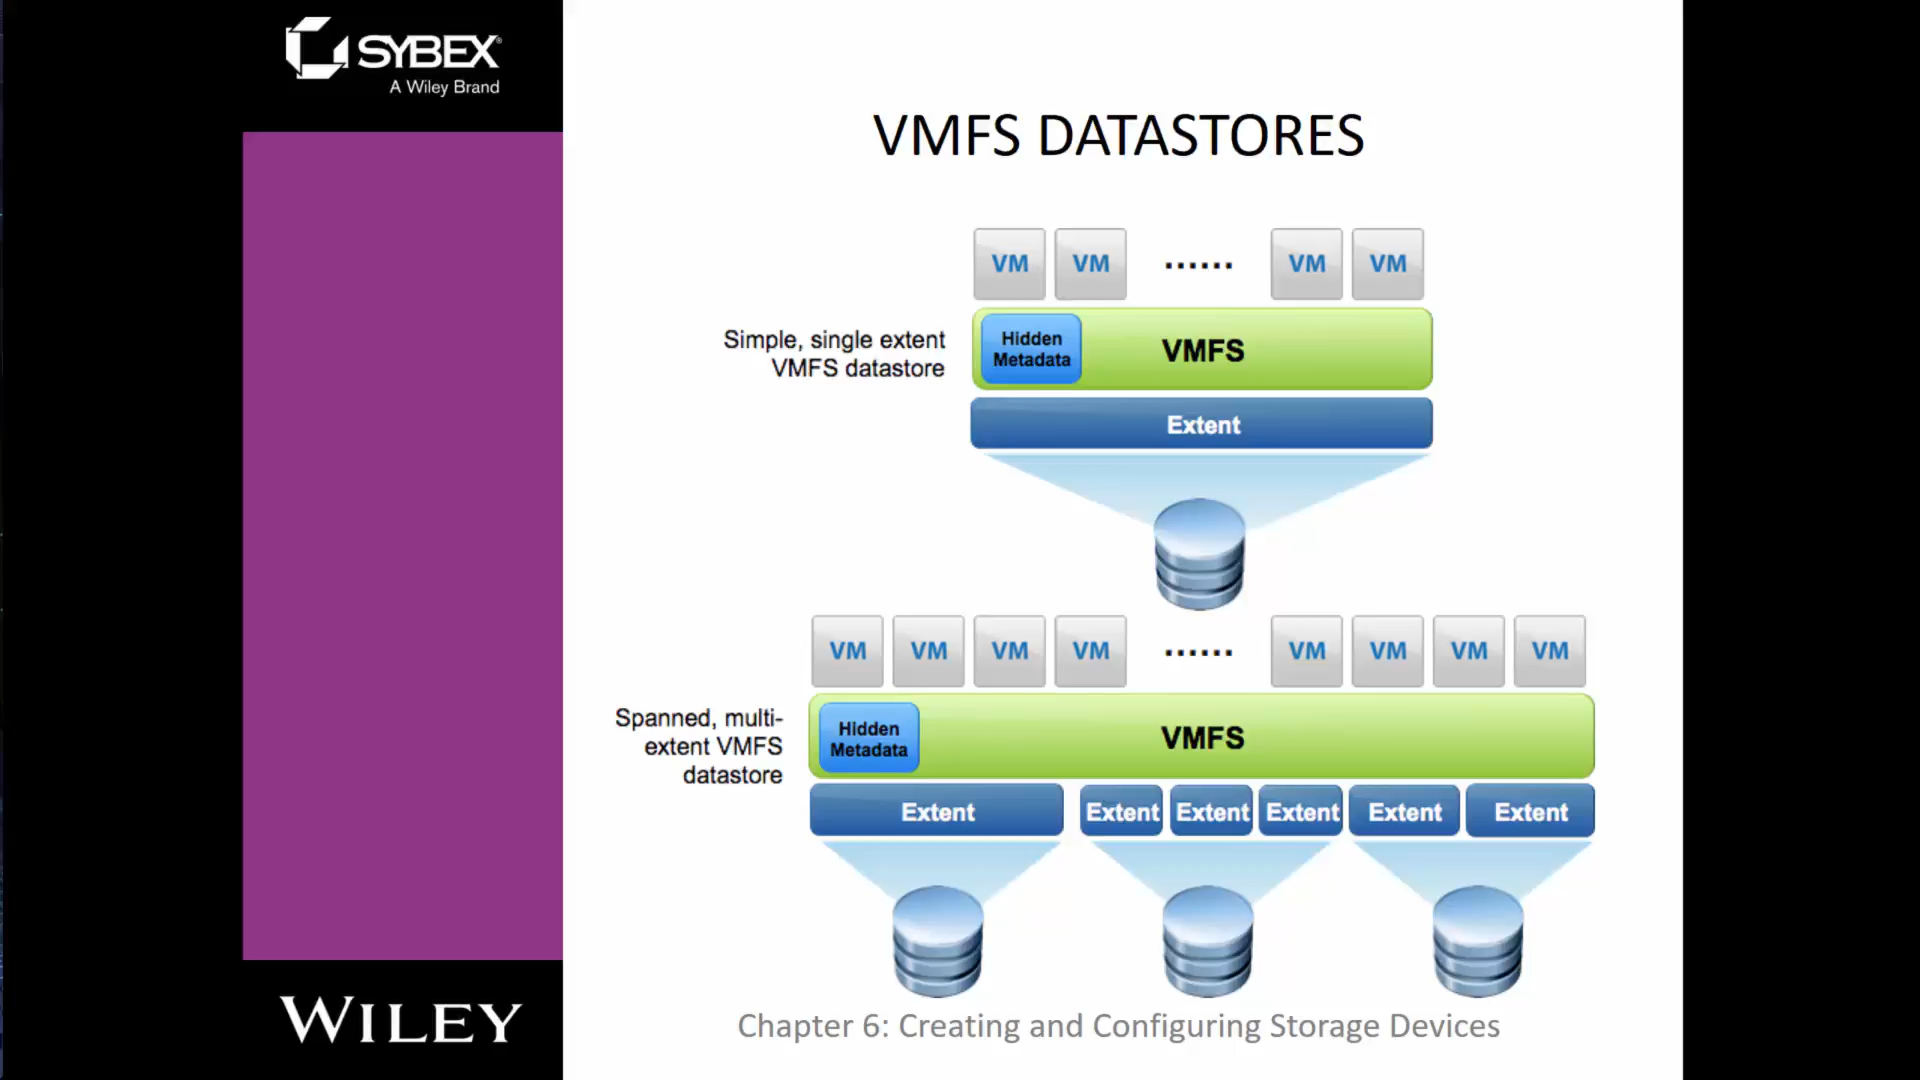 SYBEX®
A Wiley Brand
VMFS DATASTORES
VM VM ...... VM VM
Simple, single extent
VMFS datastore
Hidden
Metadata
VMFS
Extent
VM VM VM VM ...... VM VM VM VM
Spanned, multi-
extent VMFS
datastore
Hidden
Metadata
VMFS
Extent Extent Extent Extent Extent Extent
WILEY
Chapter 6: Creating and Configuring Storage Devices